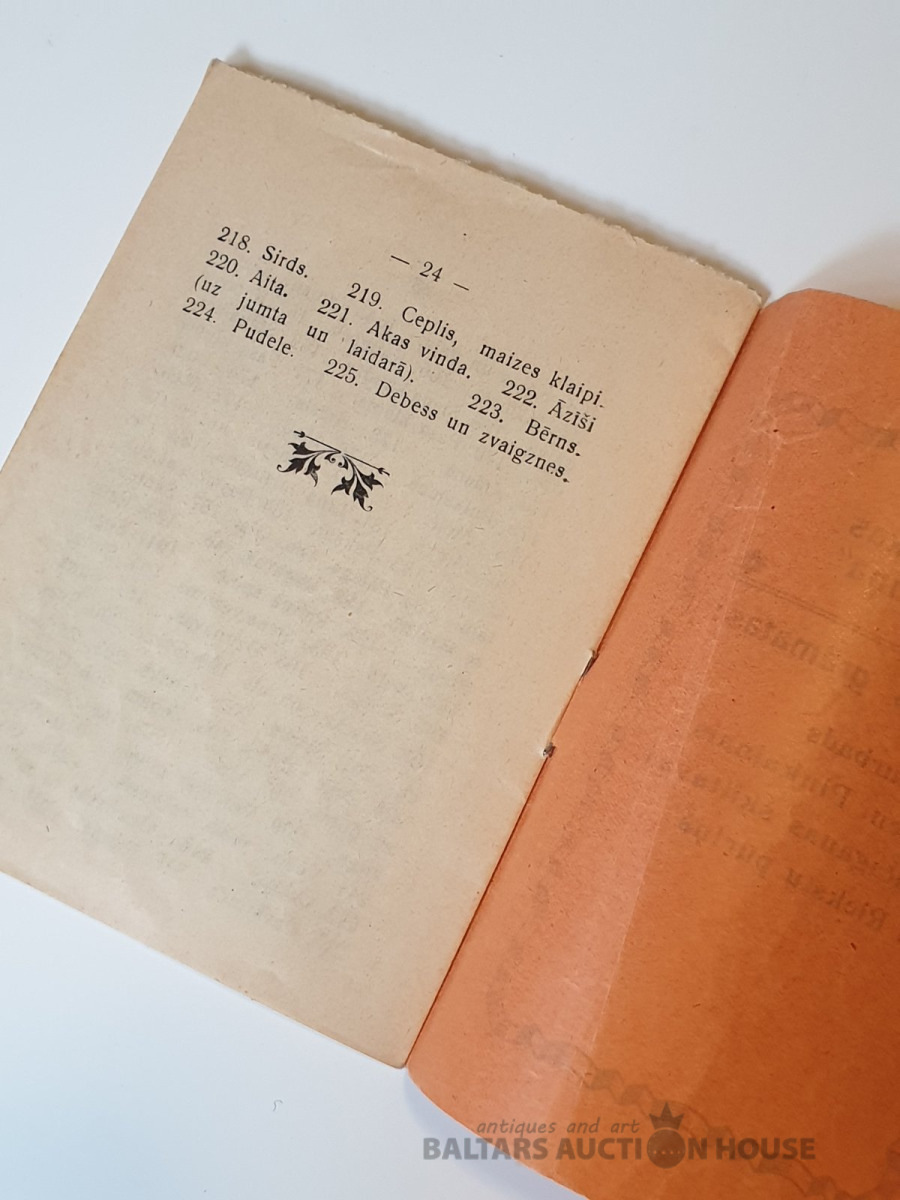 — 24 —
218. Sirds. 219. Ceplis, maizes klaipi.
220. Aita. 221. Akas vinda. 222. Āzīši
(uz jumta un laidarā). 223. Bērns.
224. Pudele. 225. Debess un zvaigznes.
antiques and art
BALTARS AUCTION HOUSE